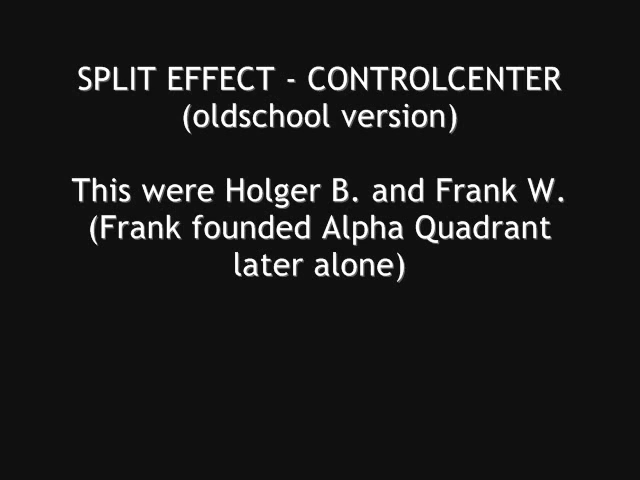 SPLIT EFFECT - CONTROLCENTER
(oldschool version)
This were Holger B. and Frank W.
(Frank founded Alpha Quadrant
later alone)